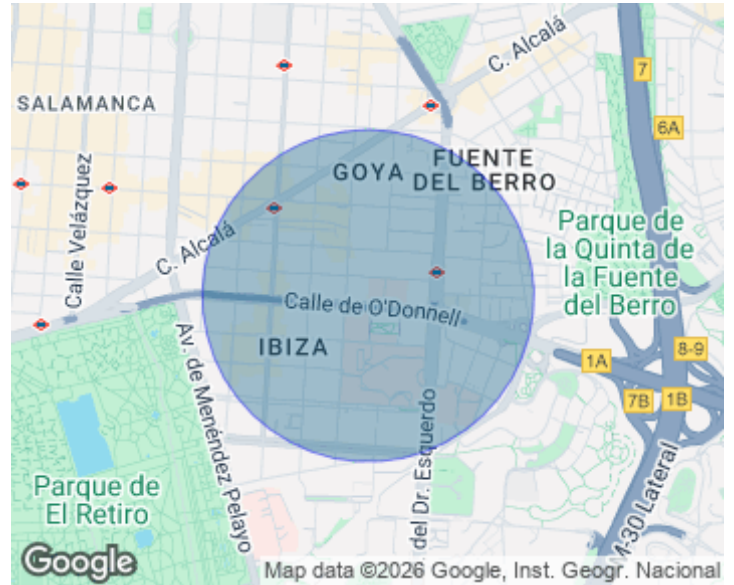 C. Alcalá
7
SALAMANCA
6A
GOYA
FUENTE
DEL BERRO
Calle Velázquez
Parque de
la Quinta de
la Fuente
del Berro
C. Alcalá
Calle de O'Donnell
IBIZA
8-9
1A
7B
1B
Av. de Menéndez Pelayo
del Dr. Esquerdo
M-30 Lateral
Parque de
El Retiro
Google
Map data ©2026 Google, Inst. Geogr. Nacional